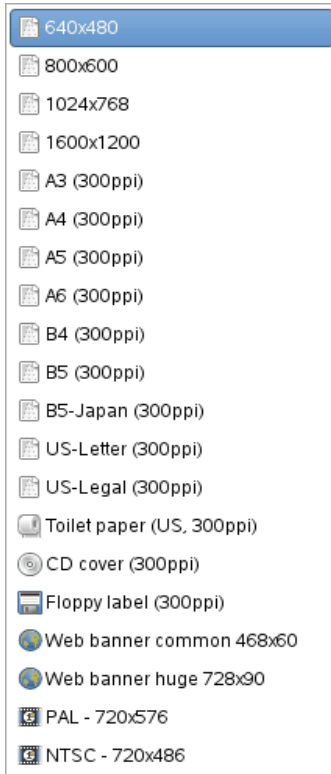 640x480
800x600
1024x768
1600x1200
A3 (300ppi)
A4 (300ppi)
A5 (300ppi)
A6 (300ppi)
B4 (300ppi)
B5 (300ppi)
B5-Japan (300ppi)
US-Letter (300ppi)
US-Legal (300ppi)
Toilet paper (US, 300ppi)
CD cover (300ppi)
Floppy label (300ppi)
Web banner common 468x60
Web banner huge 728x90
PAL - 720x576
NTSC - 720x486